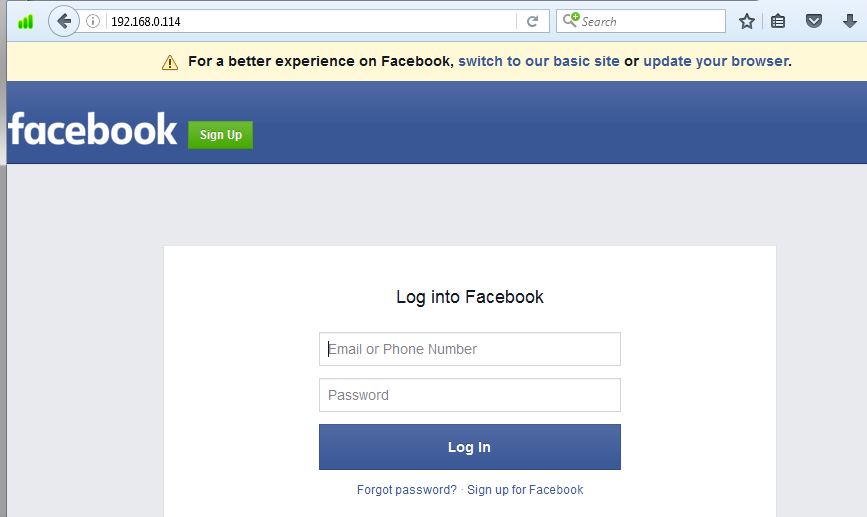 192.168.0.114
Search
For a better experience on Facebook, switch to our basic site or update your browser.
facebook
Sign Up
Log into Facebook
Email or Phone Number
Password
Log In
Forgot password? · Sign up for Facebook